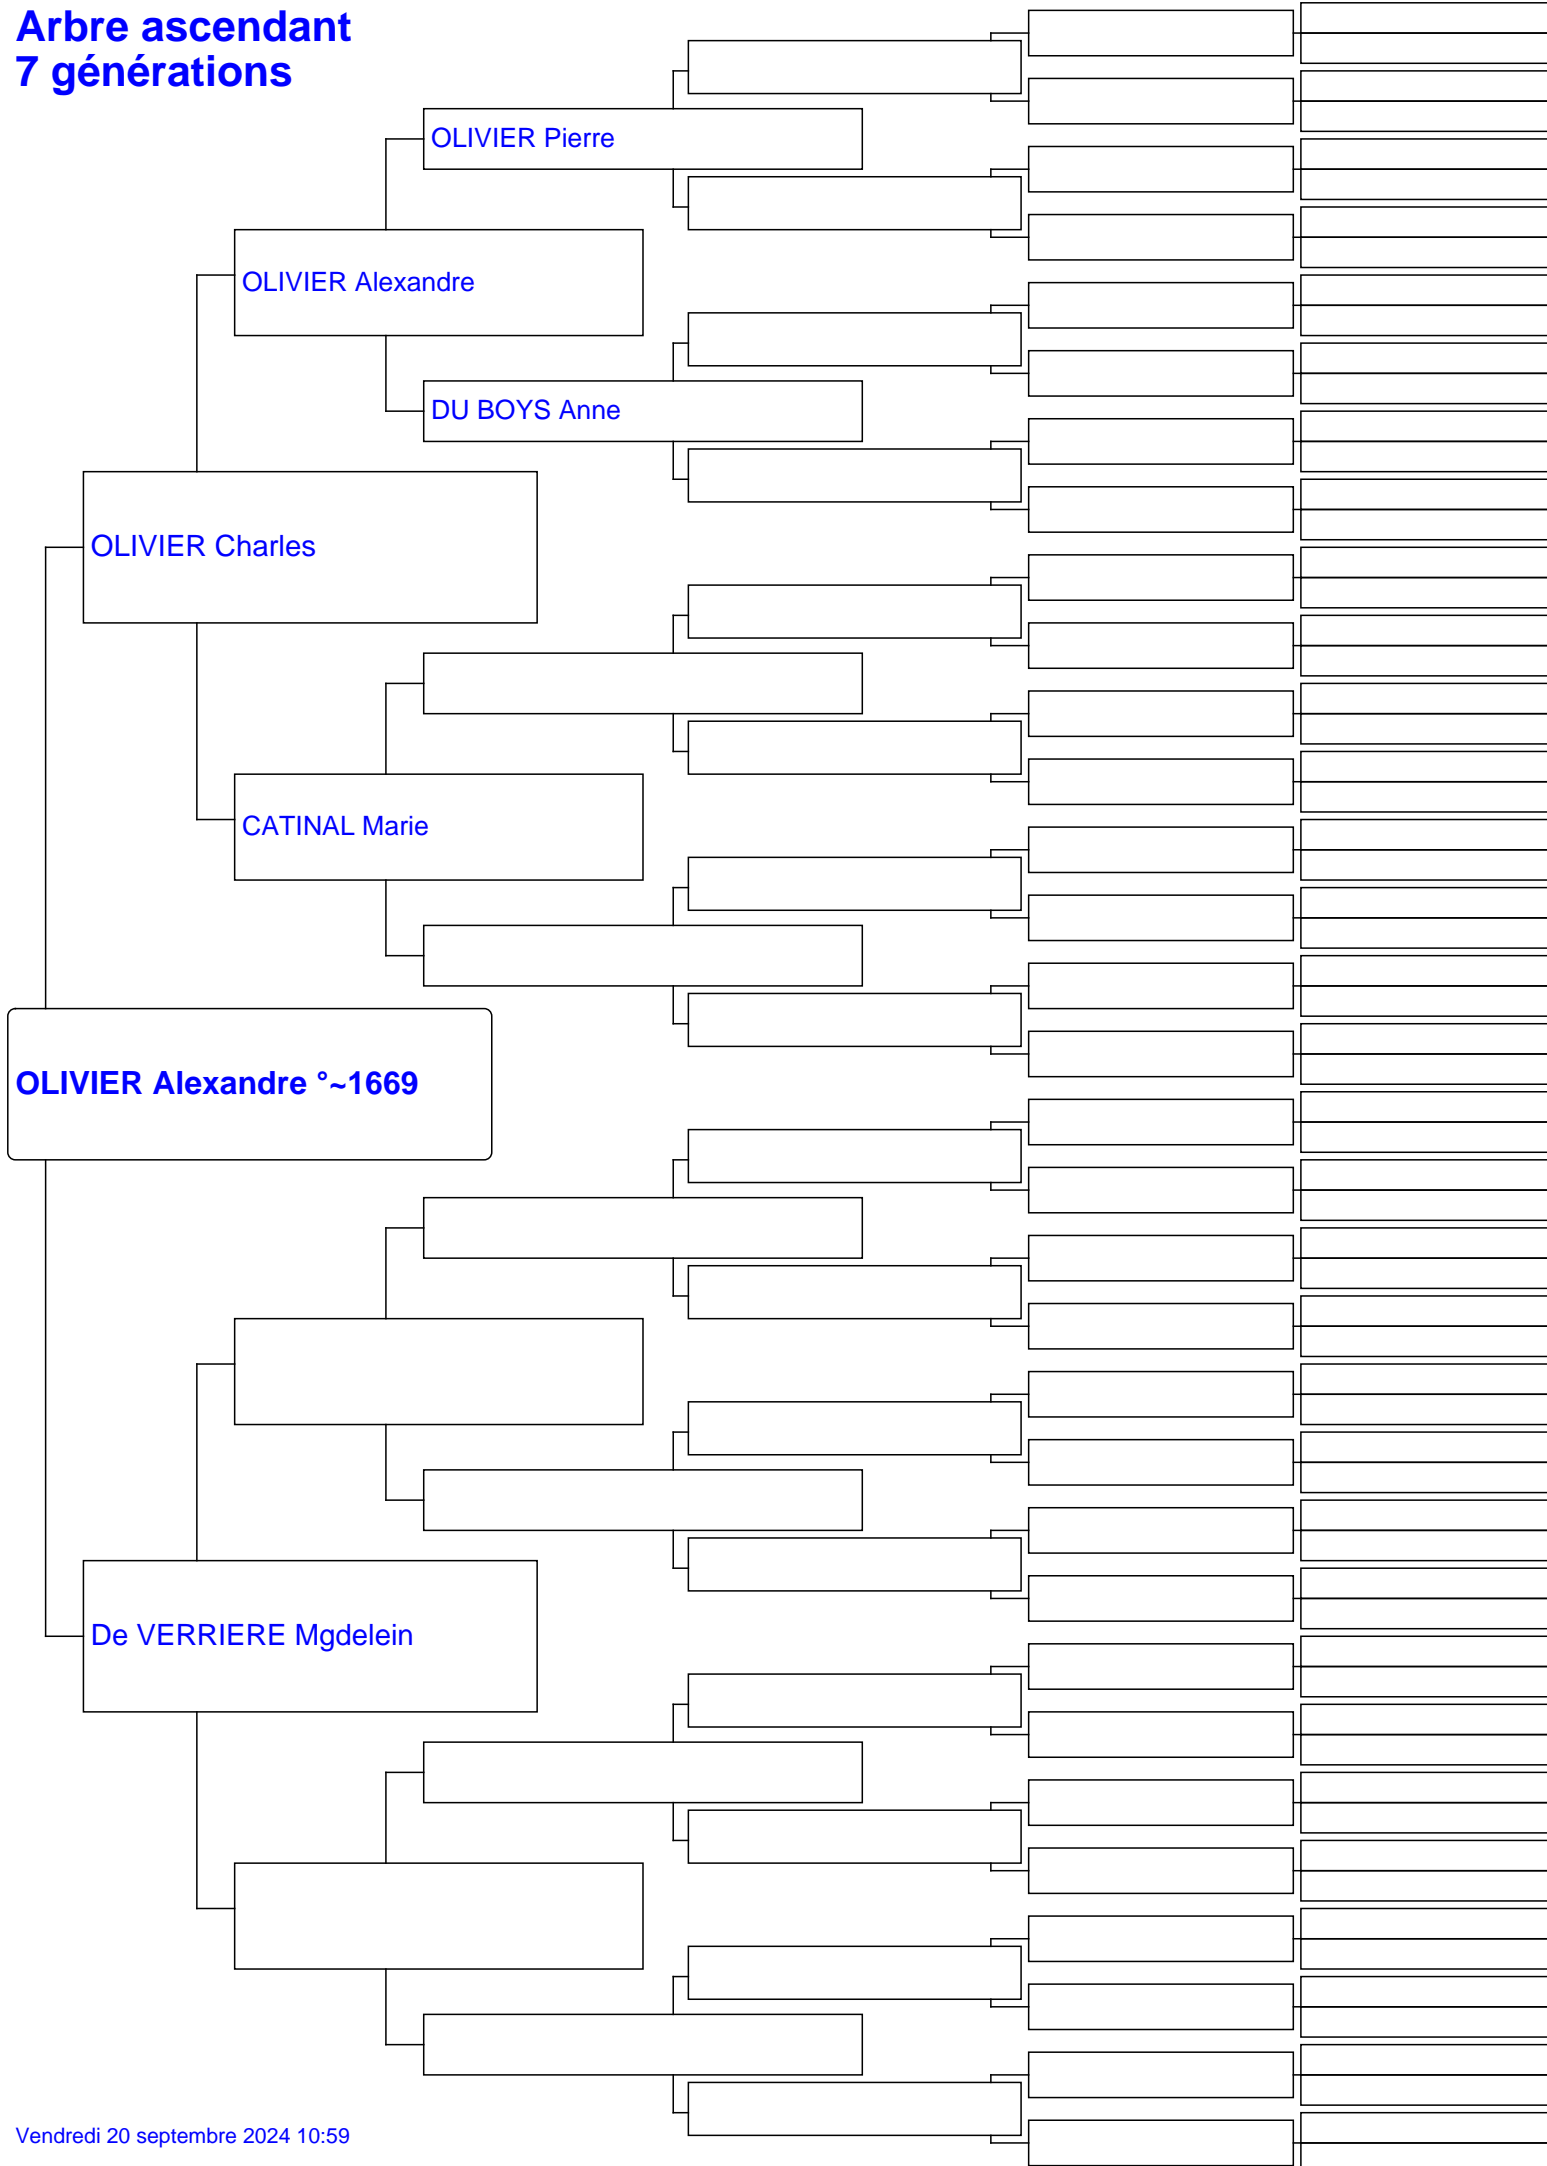 Arbre ascendant
7 générations
OLIVIER Pierre
OLIVIER Alexandre
DU BOYS Anne
OLIVIER Charles
CATINAL Marie
OLIVIER Alexandre °~1669
De VERRIERE Mgdelein
Vendredi 20 septembre 2024 10:59